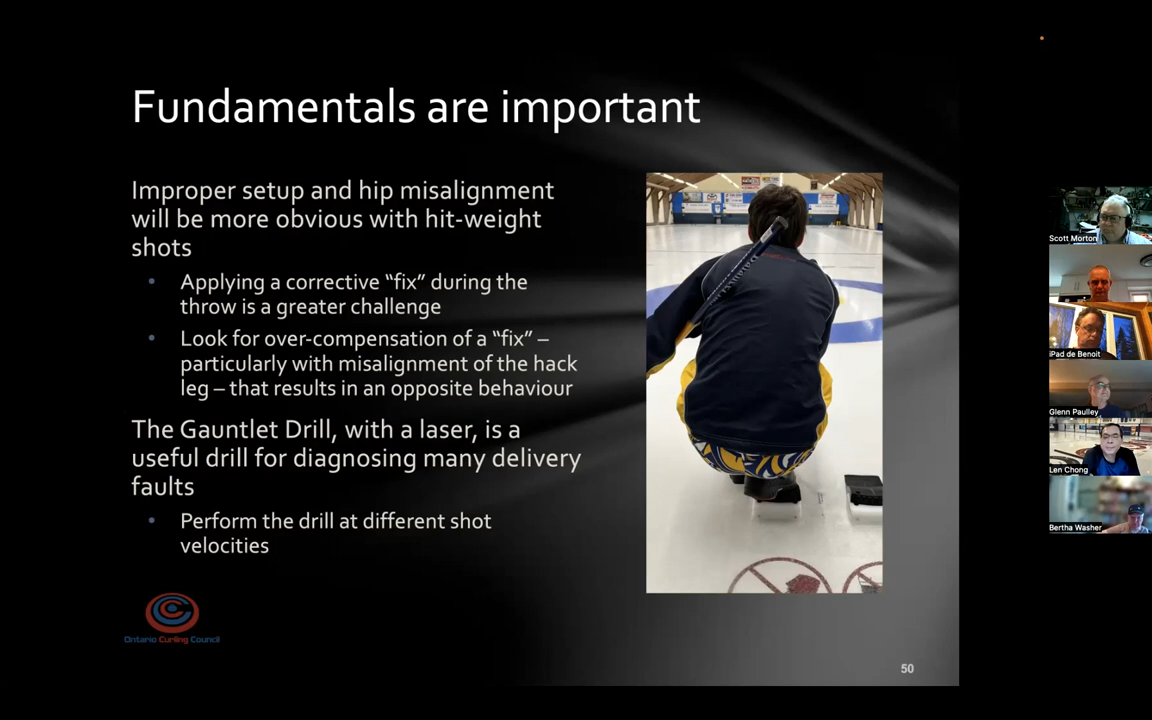 Fundamentals are important
Improper setup and hip misalignment
will be more obvious with hit-weight
shots
• Applying a corrective “fix” during the
throw is a greater challenge
• Look for over-compensation of a “fix” –
particularly with misalignment of the hack
leg – that results in an opposite behaviour
The Gauntlet Drill, with a laser, is a
useful drill for diagnosing many delivery
faults
• Perform the drill at different shot
velocities
Ontario Curling Council
50
Scott Morton
iPad de Benoit
Glenn Paulley
Len Chong
Bertha Washer